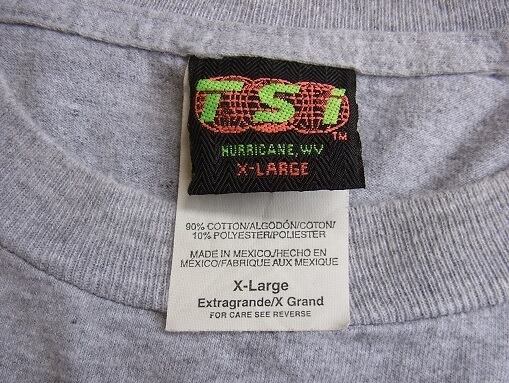 TSi
TM
HURRICANE, WV
X-LARGE
90% COTTON/ALGODÓN/COTON/
10% POLYESTER/POLIESTER
MADE IN MEXICO/HECHO EN
MEXICO/FABRIQUE AUX MEXIQUE
X-Large
Extragrande/X Grand
FOR CARE SEE REVERSE